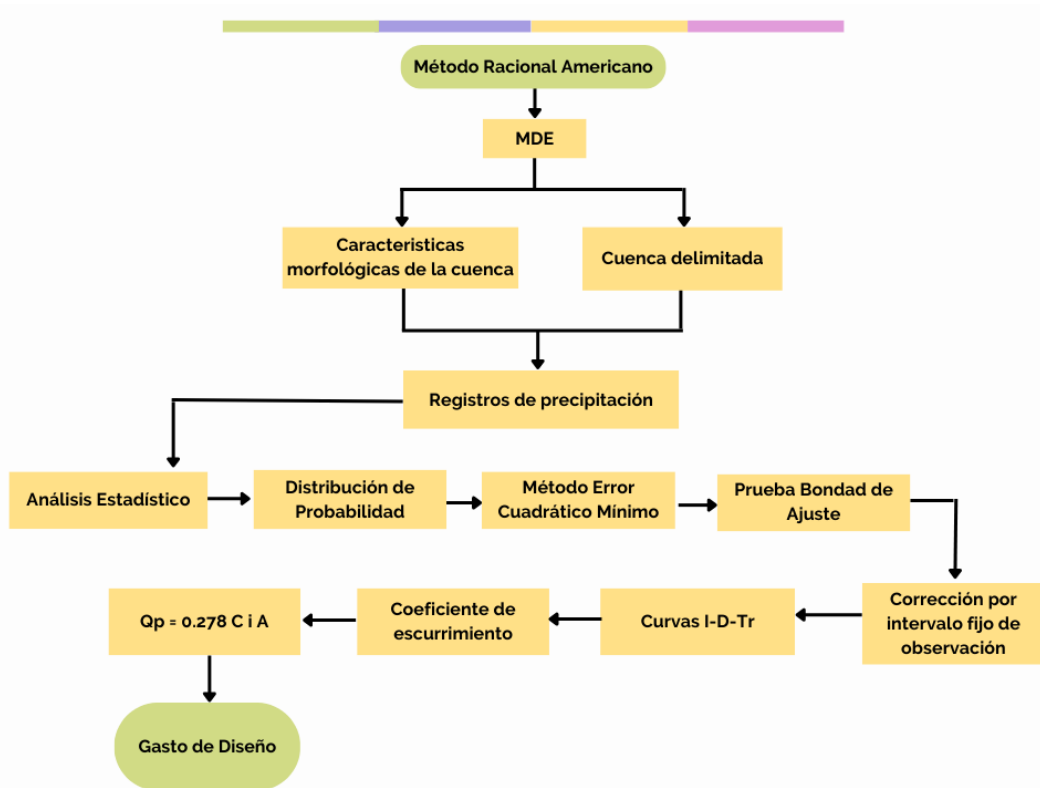 Método Racional Americano
MDE
Caracteristicas
morfológicas de la cuenca
Cuenca delimitada
Registros de precipitación
Análisis Estadístico
Distribución de
Probabilidad
Método Error
Cuadrático Mínimo
Prueba Bondad de
Ajuste
Corrección por
intervalo fijo de
observación
Curvas I-D-Tr
Coeficiente de
escurrimiento
Qp = 0.278 C i A
Gasto de Diseño